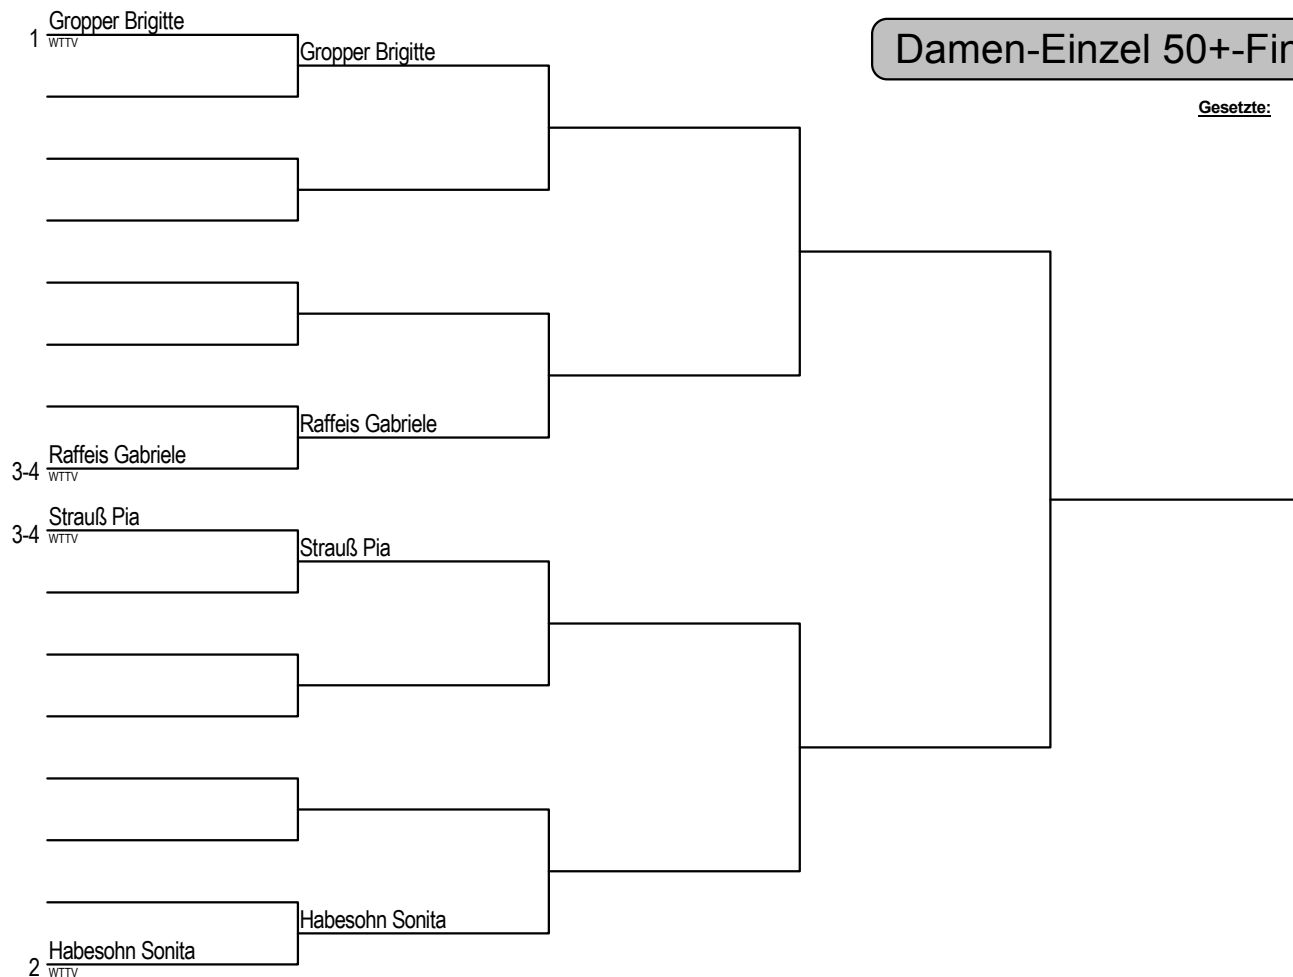 Gropper Brigitte
1 WTTV
Gropper Brigitte
Damen-Einzel 50+-Fin
Gesetzte:
Raffeis Gabriele
Raffeis Gabriele
3-4 WTTV
Strauß Pia
3-4 WTTV
Strauß Pia
Habesohn Sonita
Habesohn Sonita
2 WTTV